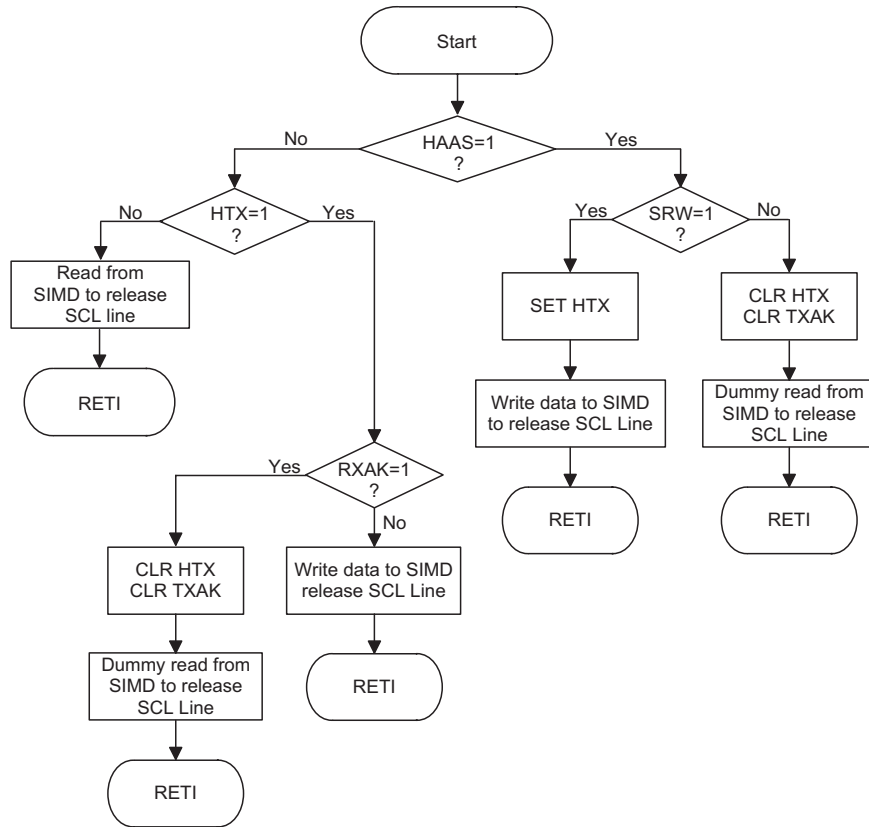 Start
HAAS=1
?
No
Yes
HTX=1
?
No
Yes
SRW=1
?
Yes
No
Read from
SIMD to release
SCL line
SET HTX
CLR HTX
CLR TXAK
RETI
Write data to SIMD
to release SCL Line
Dummy read from
SIMD to release
SCL Line
RXAK=1
?
Yes
No
RETI
RETI
CLR HTX
CLR TXAK
Write data to SIMD
release SCL Line
Dummy read from
SIMD to release
SCL Line
RETI
RETI